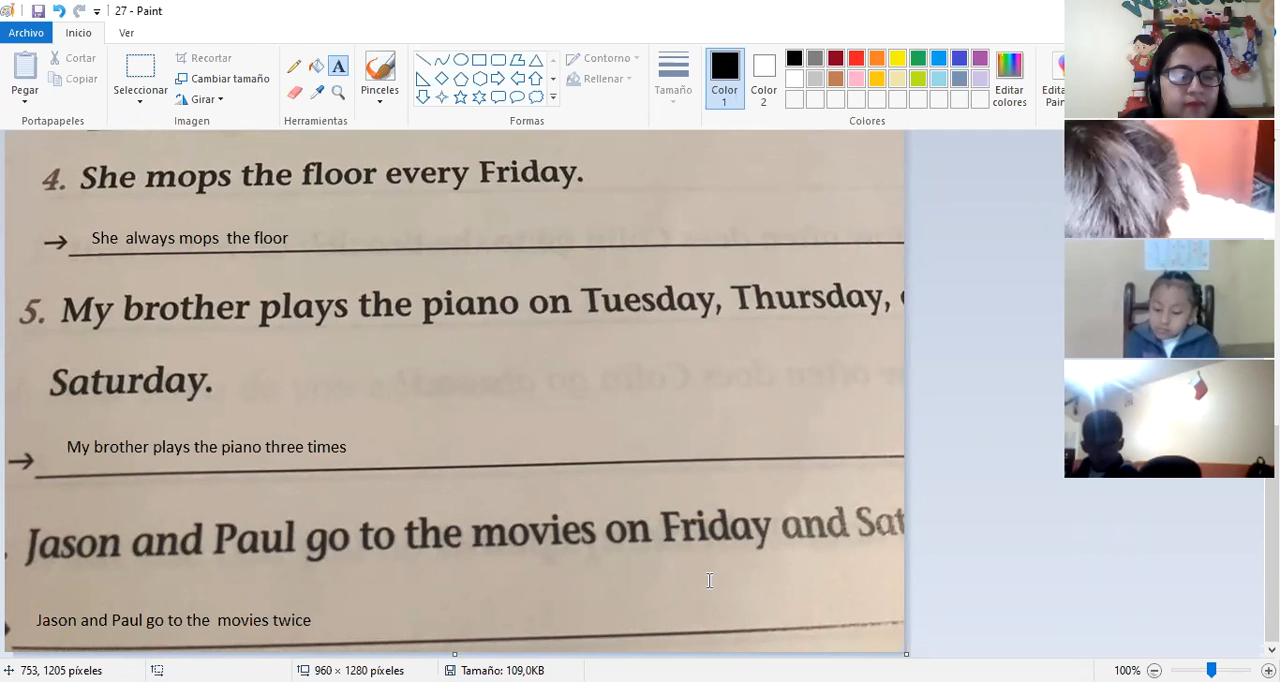 27 - Paint
Archivo Inicio Ver
Pegar
Cortar
Copiar
Portapapeles
Seleccionar
Recortar
Cambiar tamaño
Girar
Imagen
A
Herramientas
Pinceles
Contorno
Rellenar
Formas
Tamaño
Color 1
Color 2
Editar colores
Colores
4. She mops the floor every Friday.
She always mops the floor
5. My brother plays the piano on Tuesday, Thursday,
Saturday.
My brother plays the piano three times
Jason and Paul go to the movies on Friday and Sat
Jason and Paul go to the movies twice
753, 1205 píxeles
960 × 1280 píxeles
Tamaño: 109,0KB
100%